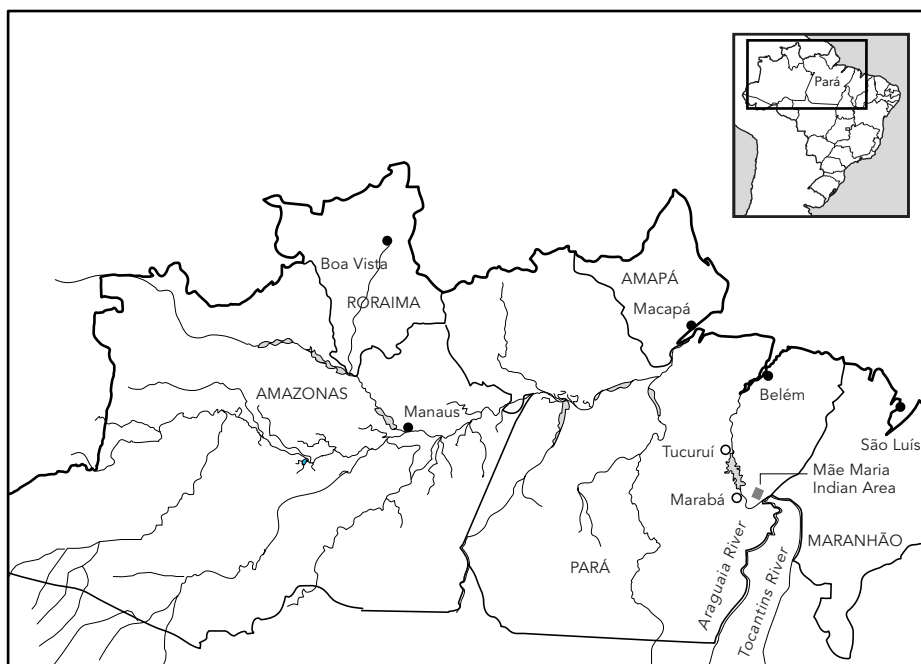 Pará
Boa Vista
RORAIMA
AMAPÁ
Macapá
AMAZONAS
Manaus
Belém
São Luís
Tucuruí
Mãe Maria
Indian Area
Marabá
MARANHÃO
PARÁ
Araguaia River
Tocantins River